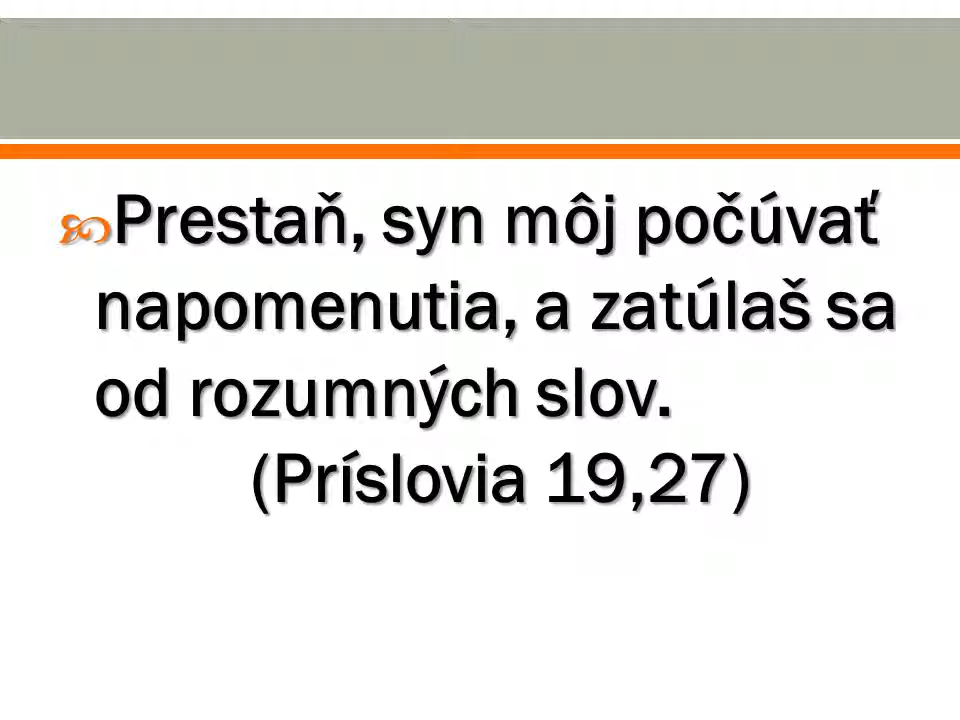 Prestaň, syn môj počúvať
napomenutia, a zatúlaš sa
od rozumných slov.
(Príslovia 19,27)